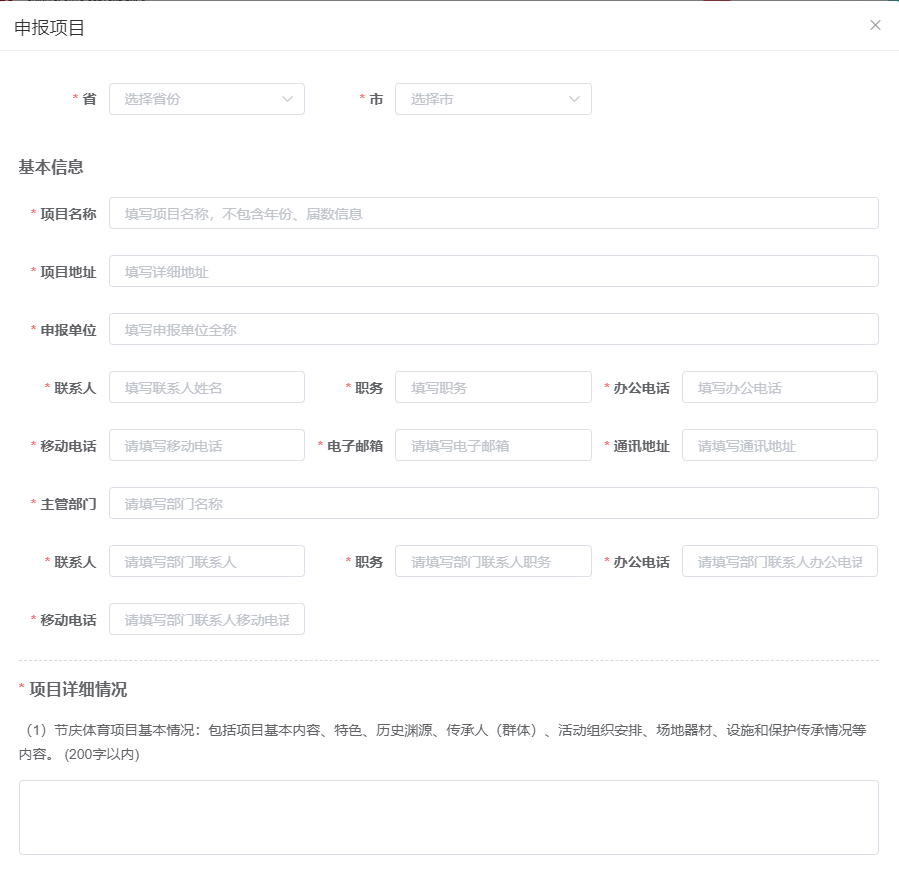 申报项目
* 省 选择省份 * 市 选择市
基本信息
* 项目名称 填写项目名称，不包含年份、届数信息
* 项目地址 填写详细地址
* 申报单位 填写申报单位全称
* 联系人 填写联系人姓名 * 职务 填写职务 * 办公电话 填写办公电话
* 移动电话 请填写移动电话 * 电子邮箱 请填写电子邮箱 * 通讯地址 请填写通讯地址
* 主管部门 请填写部门名称
* 联系人 请填写部门联系人 * 职务 请填写部门联系人职务 * 办公电话 请填写部门联系人办公电话
* 移动电话 请填写部门联系人移动电话
* 项目详细情况
（1）节庆体育项目基本情况：包括项目基本内容、特色、历史渊源、传承人（群体）、活动组织安排、场地器材、设施和保护传承情况等
内容。 (200字以内)